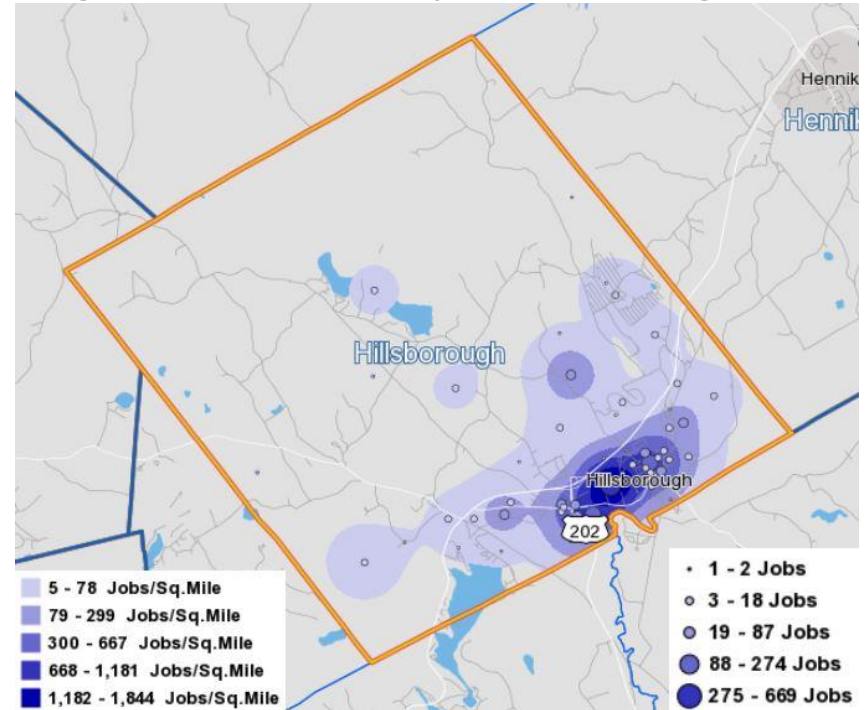 Hennik
Hennik
Hillsborough
Hillsborough
202
5 - 78 Jobs/Sq.Mile
79 - 299 Jobs/Sq.Mile
300 - 667 Jobs/Sq.Mile
668 - 1,181 Jobs/Sq.Mile
1,182 - 1,844 Jobs/Sq.Mile
1 - 2 Jobs
3 - 18 Jobs
19 - 87 Jobs
88 - 274 Jobs
275 - 669 Jobs